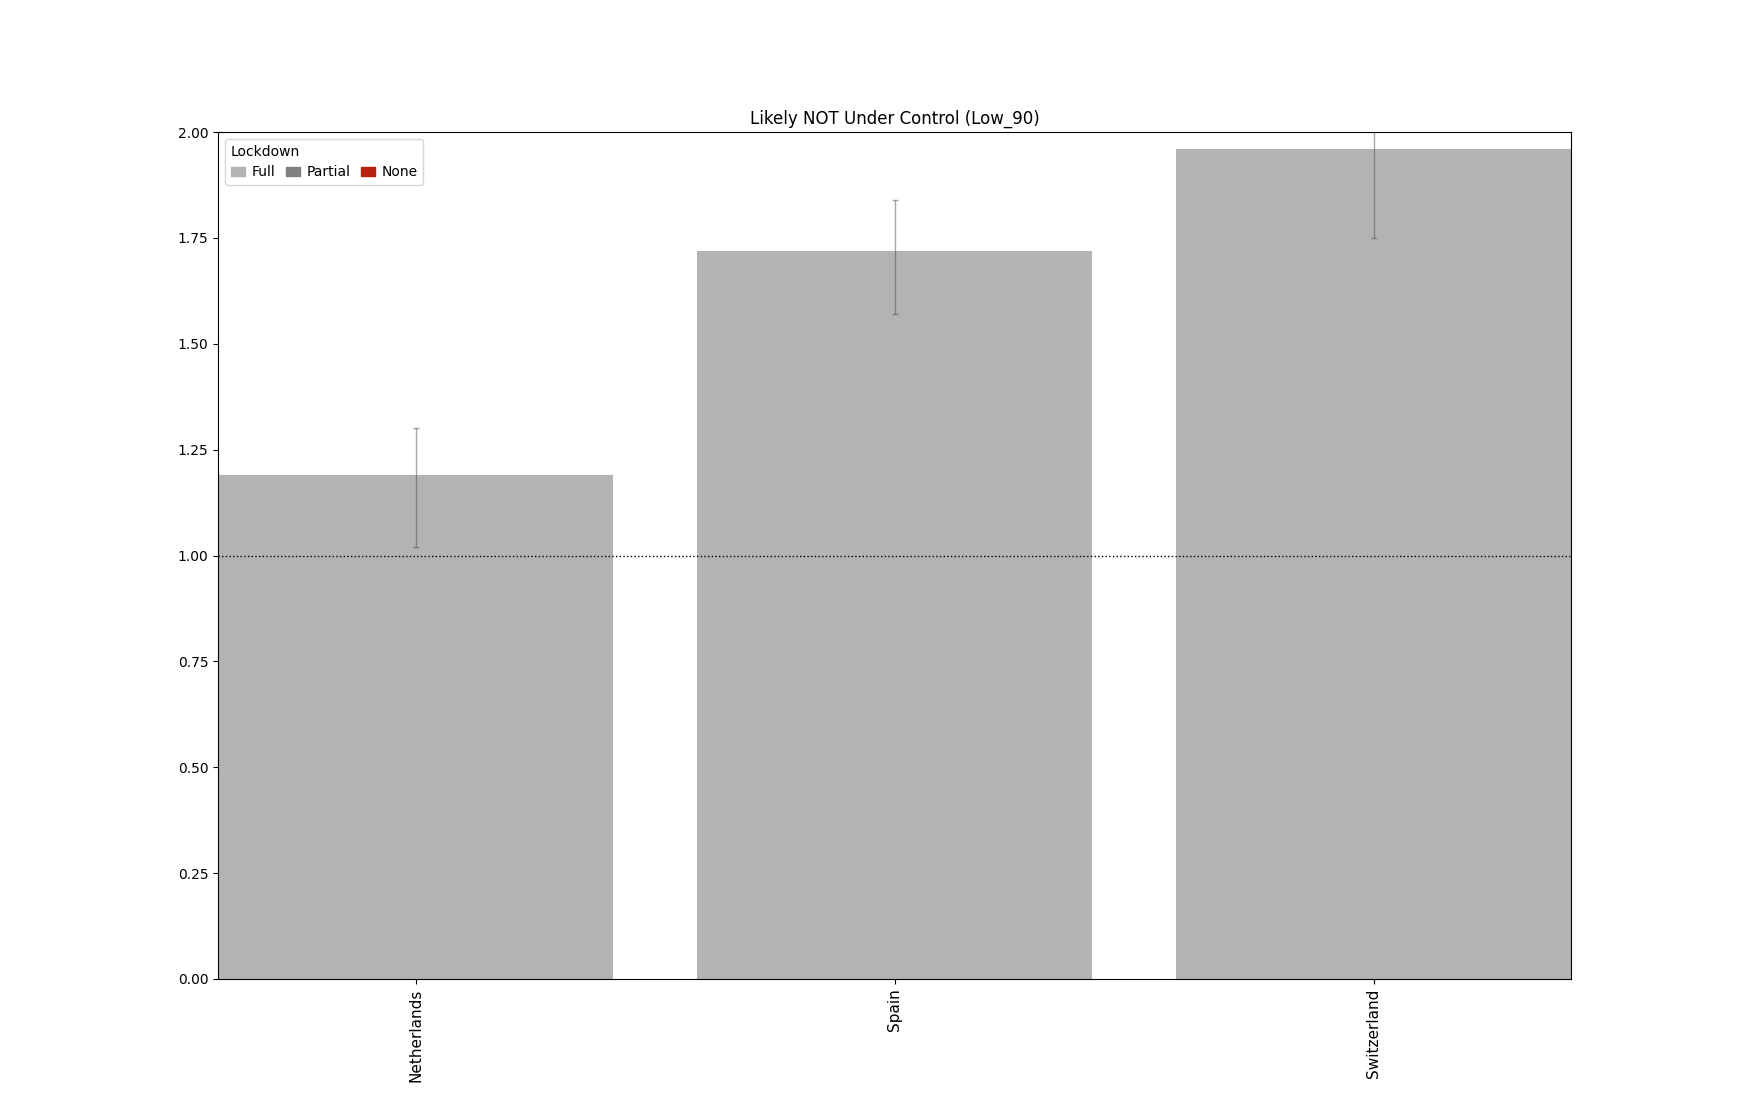 Likely NOT Under Control (Low_90)
Lockdown
Full Partial None
2.00
1.75
1.50
1.25
1.00
0.75
0.50
0.25
0.00
Netherlands
Spain
Switzerland